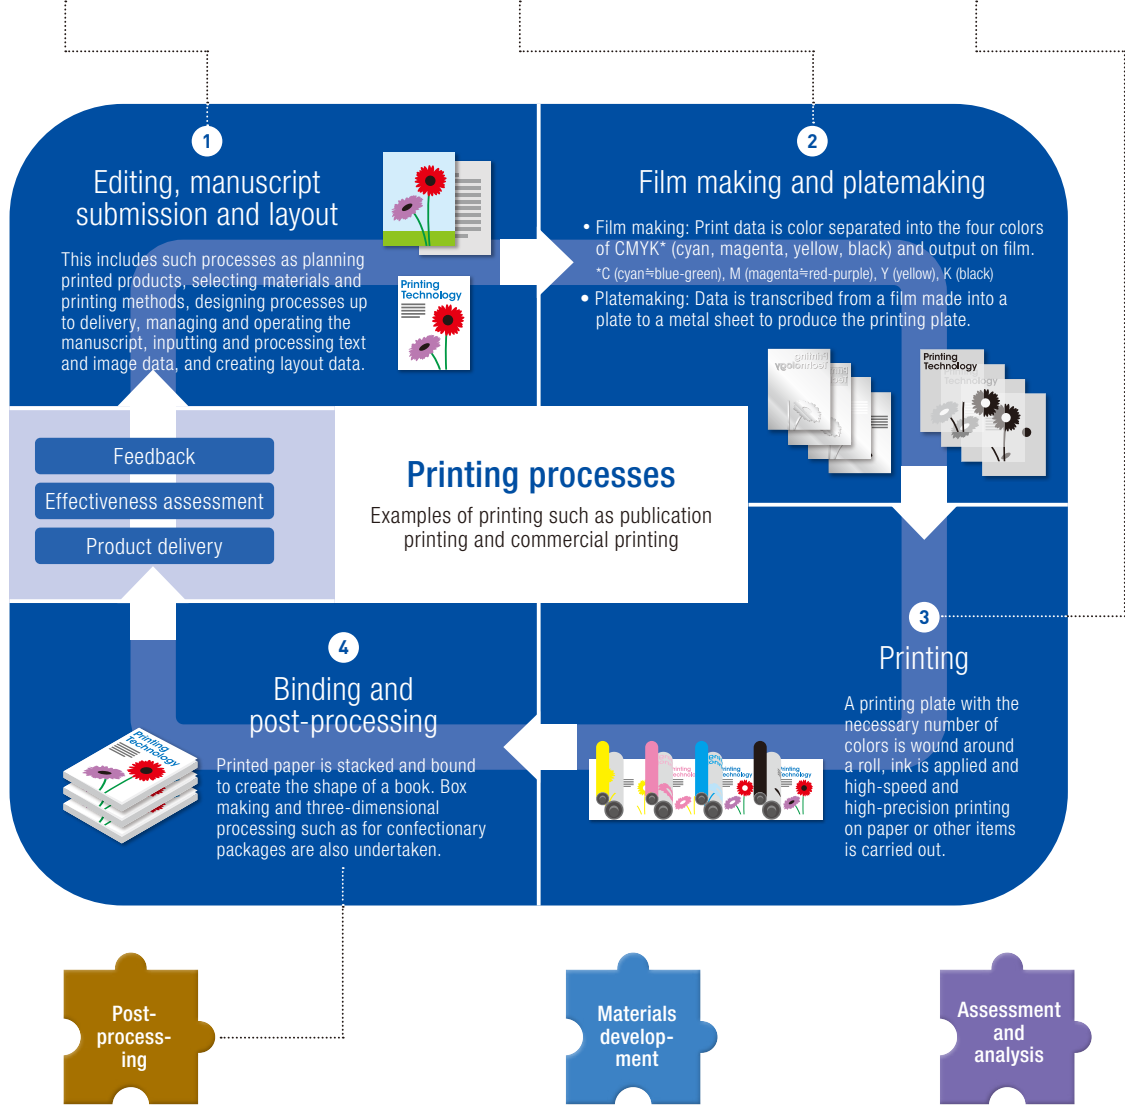 1
Editing, manuscript
submission and layout
This includes such processes as planning
printed products, selecting materials and
printing methods, designing processes up
to delivery, managing and operating the
manuscript, inputting and processing text
and image data, and creating layout data.
Printing
Technology
2
Film making and platemaking
• Film making: Print data is color separated into the four colors
of CMYK* (cyan, magenta, yellow, black) and output on film.
*C (cyan≒blue-green), M (magenta≒red-purple), Y (yellow), K (black)
• Platemaking: Data is transcribed from a film made into a
plate to a metal sheet to produce the printing plate.
Printing
Technology
Printing
Technology
Technology
Feedback
Effectiveness assessment
Product delivery
Printing processes
Examples of printing such as publication
printing and commercial printing
3
Printing
A printing plate with the
necessary number of
colors is wound around
a roll, ink is applied and
high-speed and
high-precision printing
on paper or other items
is carried out.
4
Binding and
post-processing
Printed paper is stacked and bound
to create the shape of a book. Box
making and three-dimensional
processing such as for confectionary
packages are also undertaken.
Printing
Technology
Post-
process-
ing
Materials
develop-
ment
Assessment
and
analysis